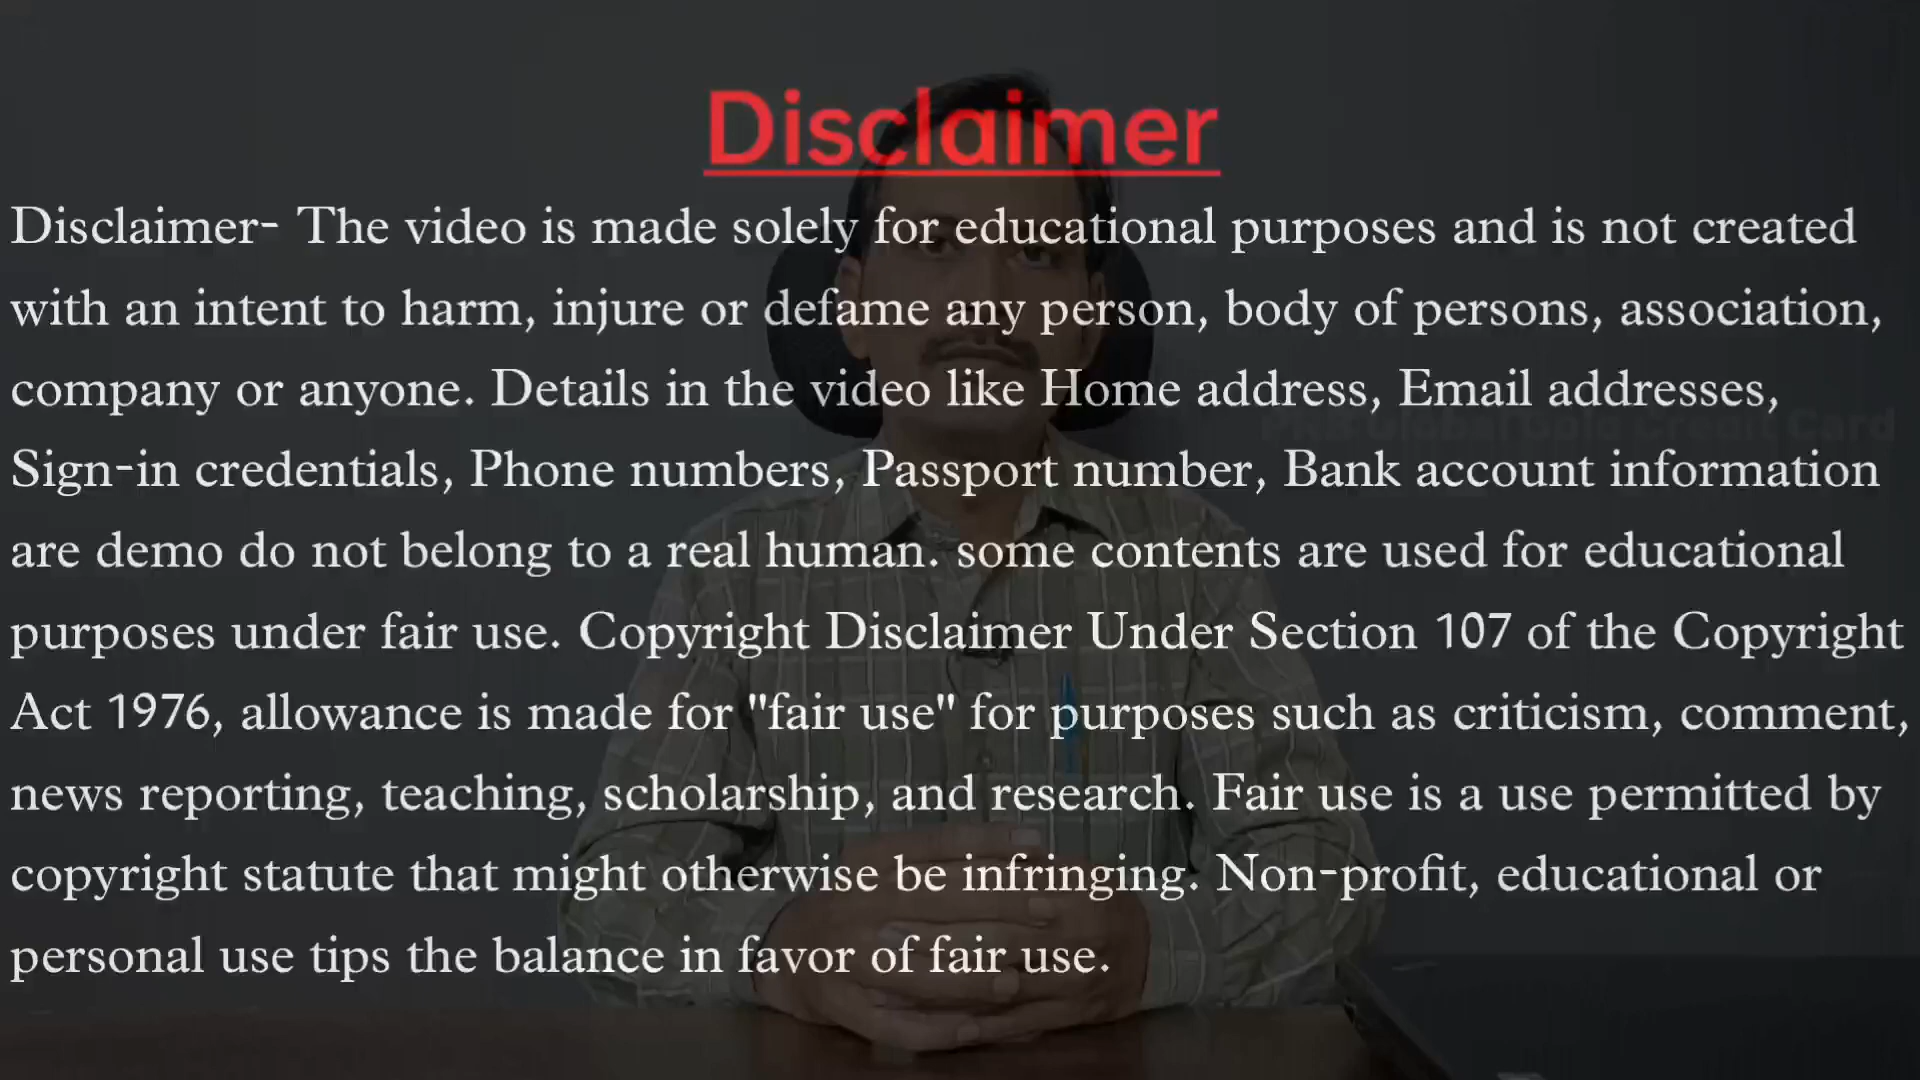 Disclaimer
Disclaimer- The video is made solely for educational purposes and is not created
with an intent to harm, injure or defame any person, body of persons, association,
company or anyone. Details in the video like Home address, Email addresses,
PNB Global Gold Credit Card
Sign-in credentials, Phone numbers, Passport number, Bank account information
are demo do not belong to a real human. some contents are used for educational
purposes under fair use. Copyright Disclaimer Under Section 107 of the Copyright
Act 1976, allowance is made for "fair use" for purposes such as criticism, comment,
news reporting, teaching, scholarship, and research. Fair use is a use permitted by
copyright statute that might otherwise be infringing. Non-profit, educational or
personal use tips the balance in favor of fair use.